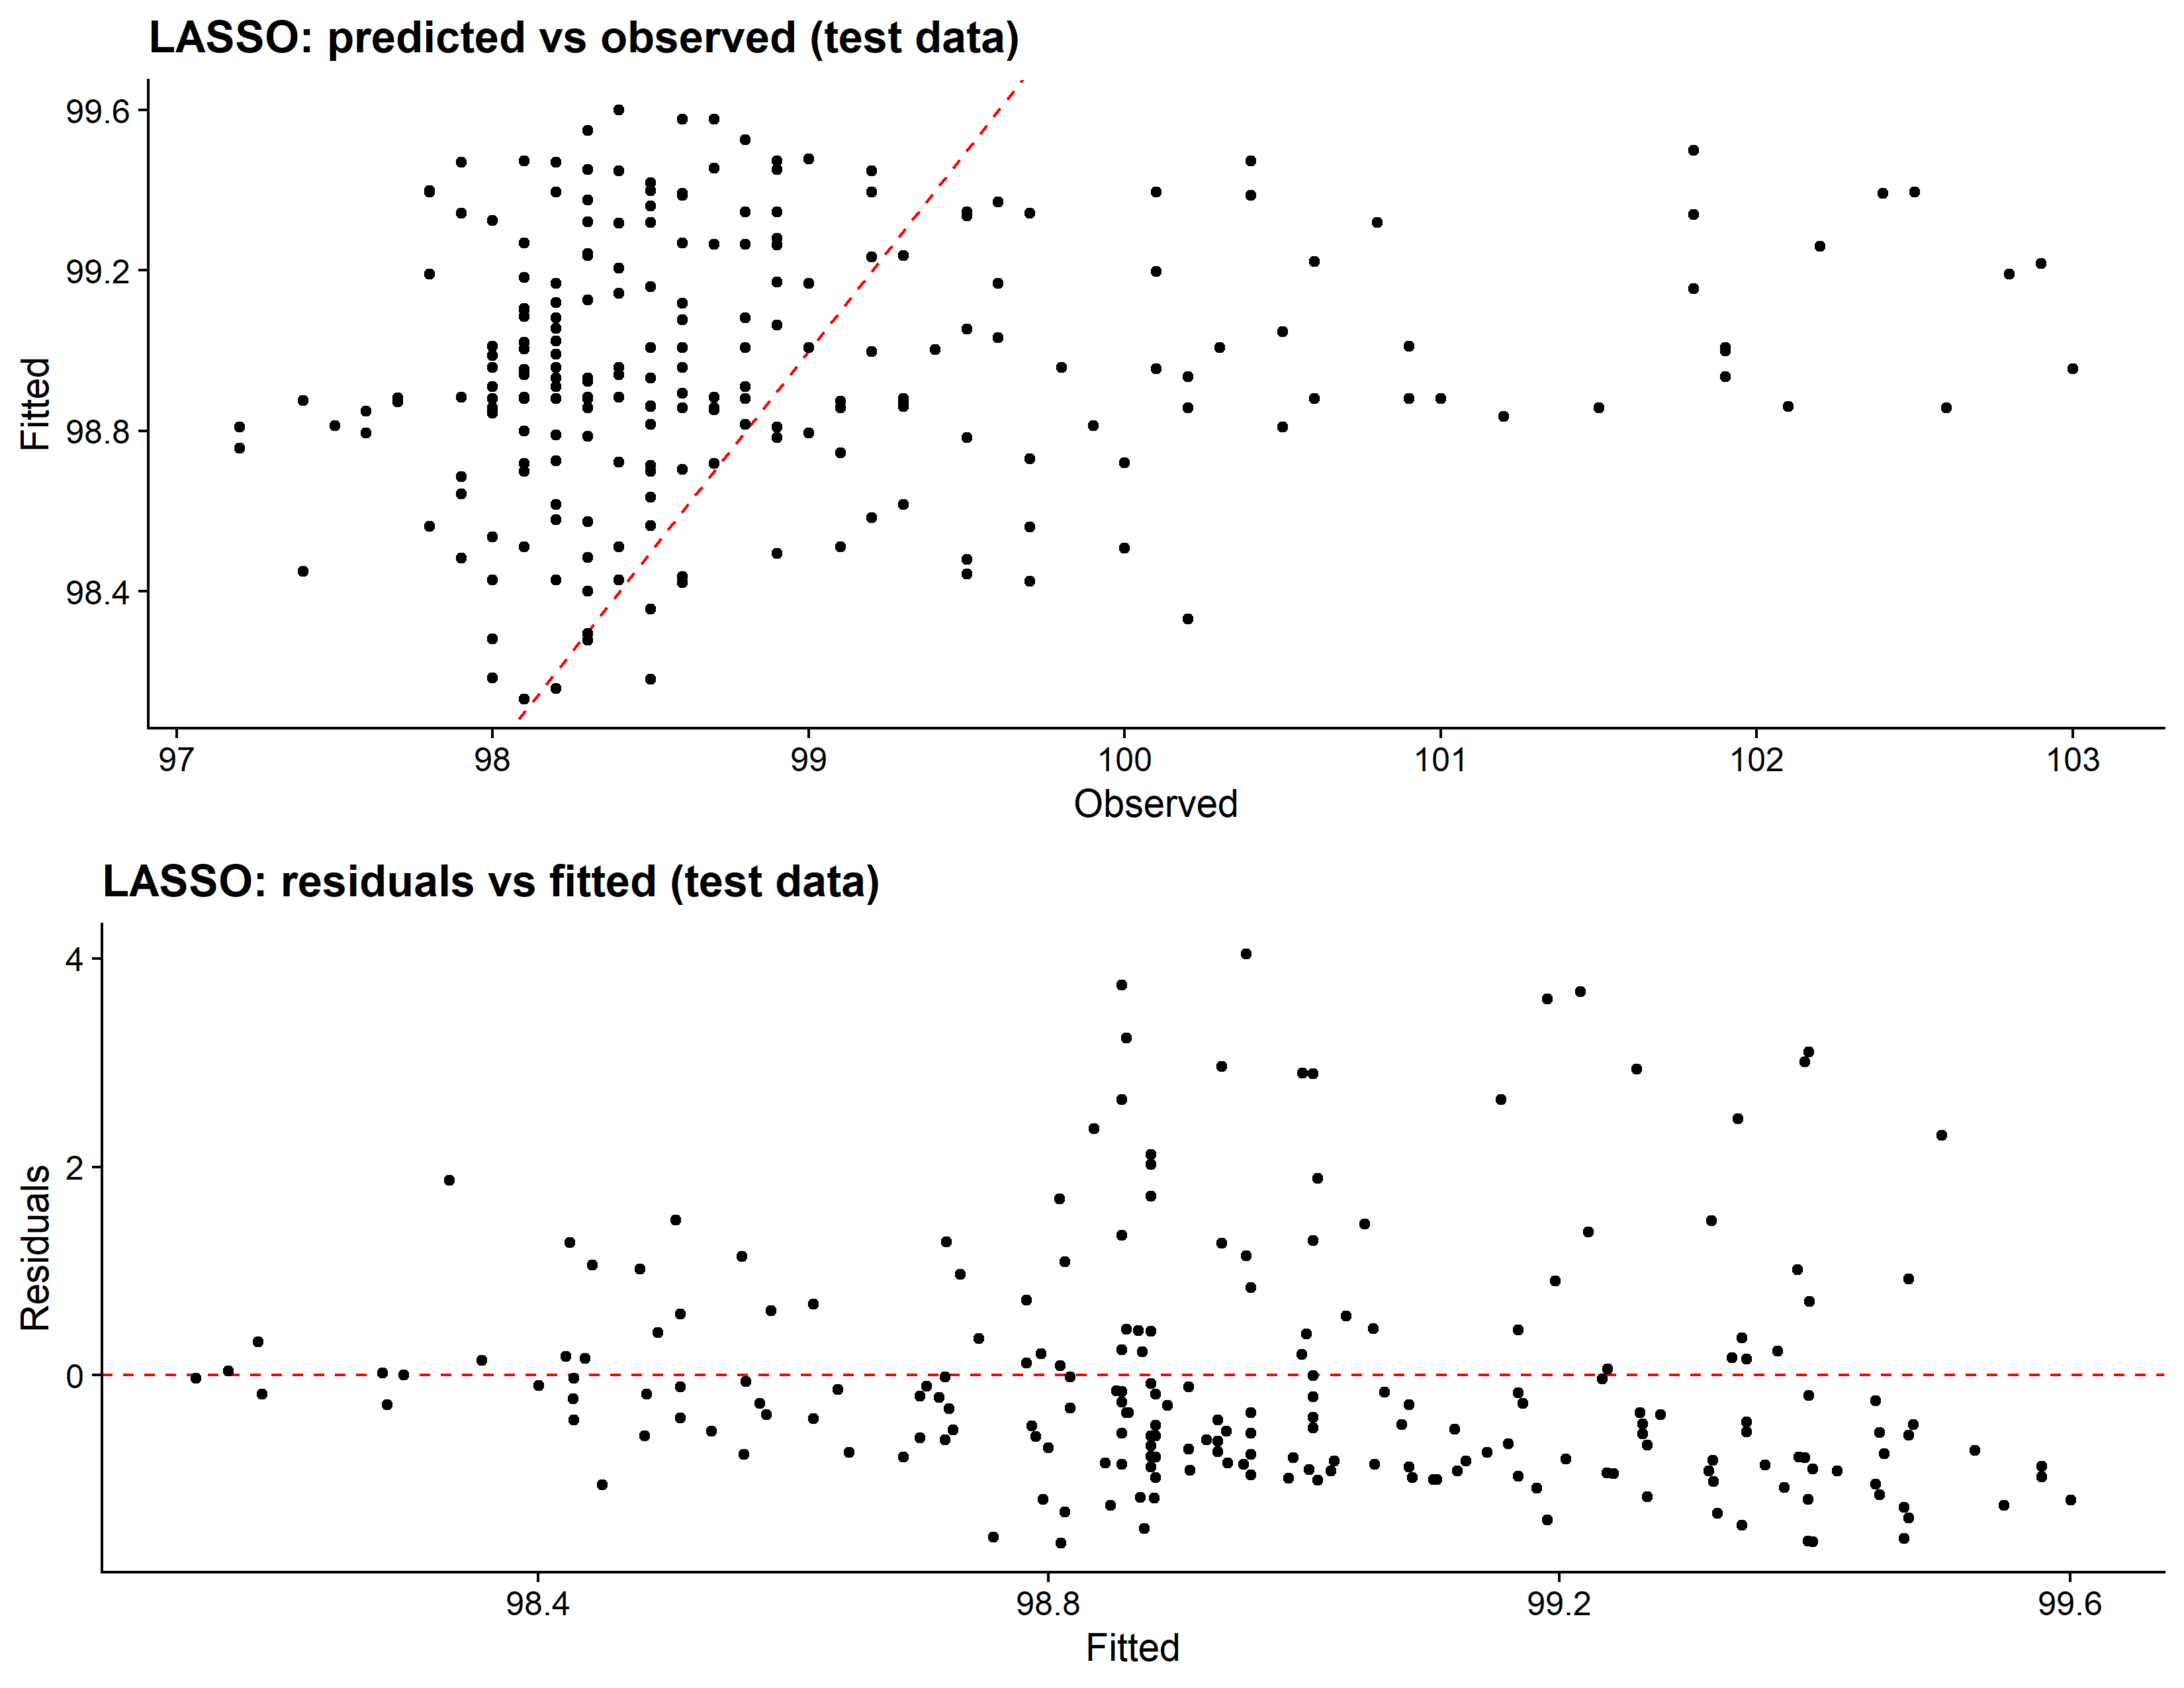 LASSO: predicted vs observed (test data)
99.6
99.2
98.8
98.4
Fitted
97 98 99 100 101 102 103
Observed
LASSO: residuals vs fitted (test data)
4
2
0
Residuals
98.4 98.8 99.2 99.6
Fitted